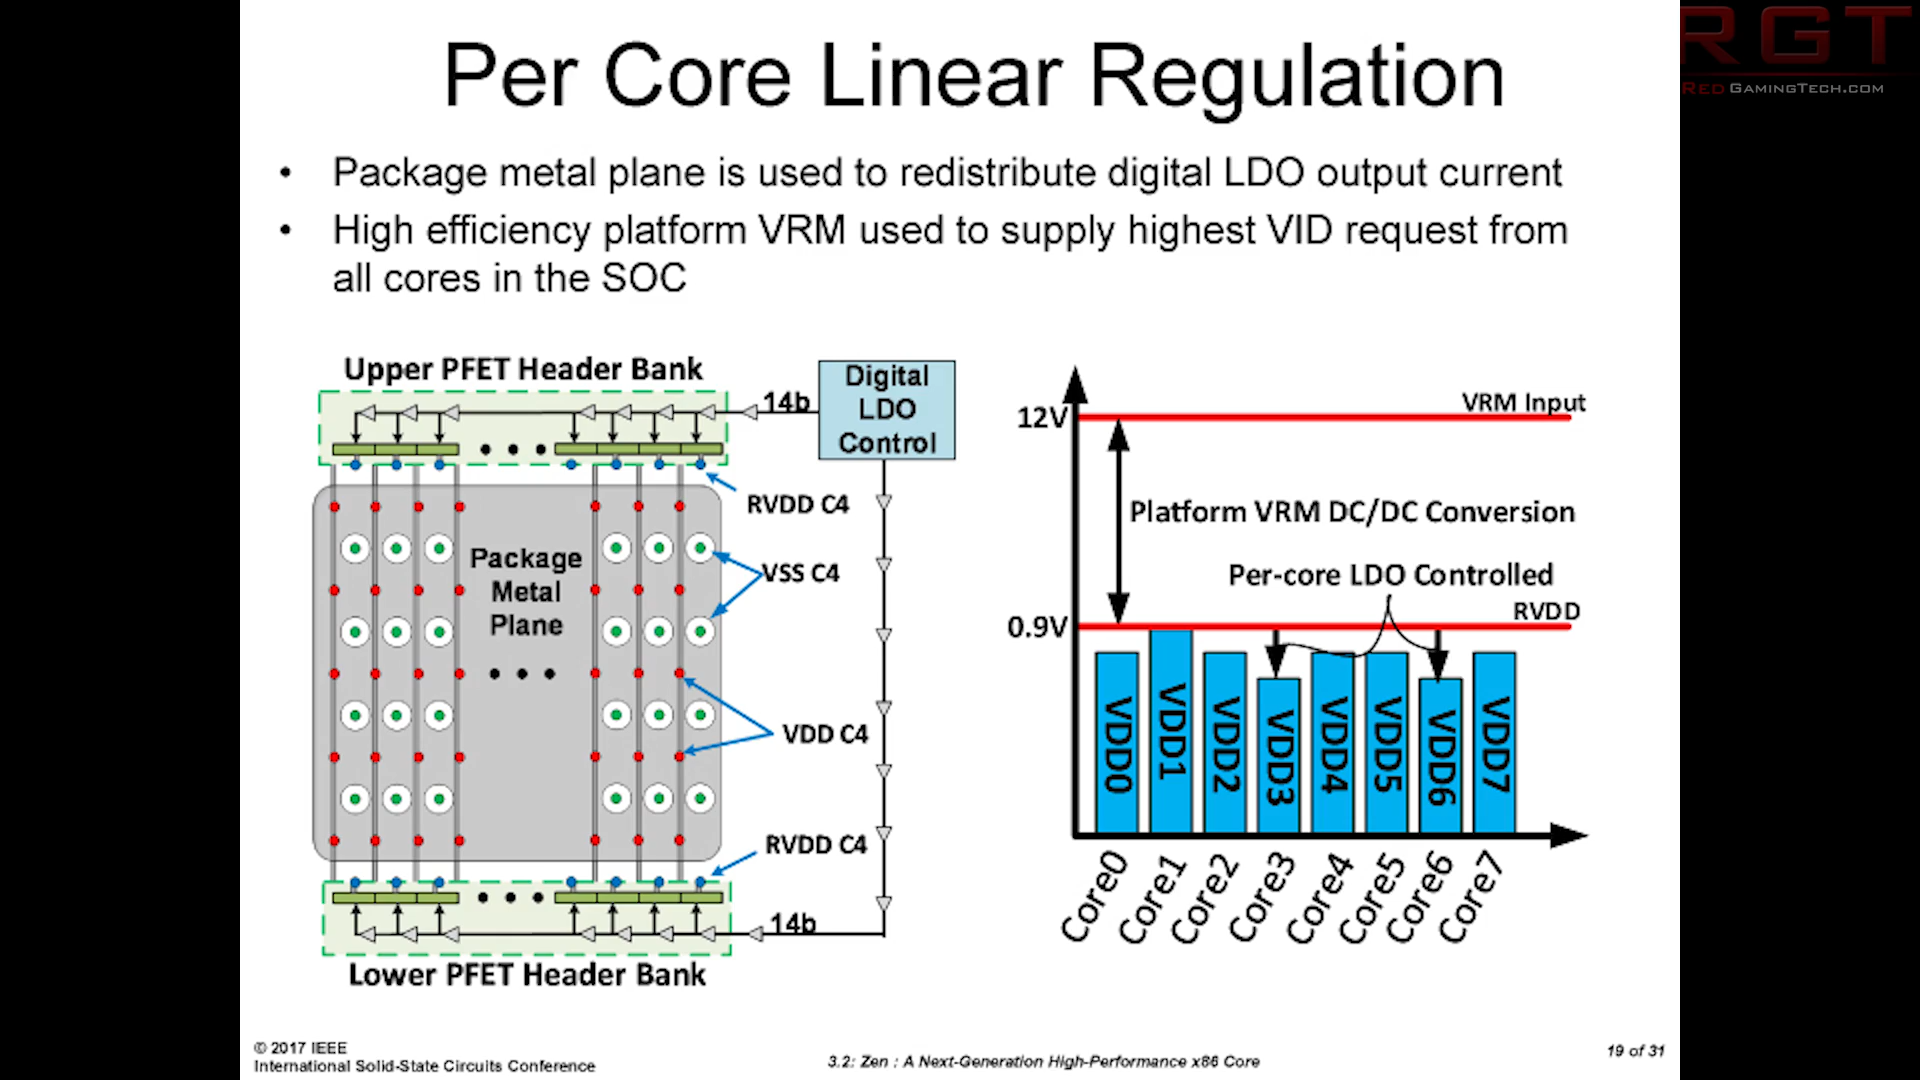 RGT
RED GAMINGTECH.COM
Per Core Linear Regulation
• Package metal plane is used to redistribute digital LDO output current
• High efficiency platform VRM used to supply highest VID request from
all cores in the SOC
Upper PFET Header Bank
14b
Digital
LDO
Control
RVDD C4
Package
Metal
Plane
VSS C4
VDD C4
RVDD C4
14b
Lower PFET Header Bank
VRM Input
12V
Platform VRM DC/DC Conversion
Per-core LDO Controlled
RVDD
0.9V
VDD0
VDD1
VDD2
VDD3
VDD4
VDD5
VDD6
VDD7
Core0
Core1
Core2
Core3
Core4
Core5
Core6
Core7
© 2017 IEEE
International Solid-State Circuits Conference
3.2: Zen : A Next-Generation High-Performance x86 Core
19 of 31